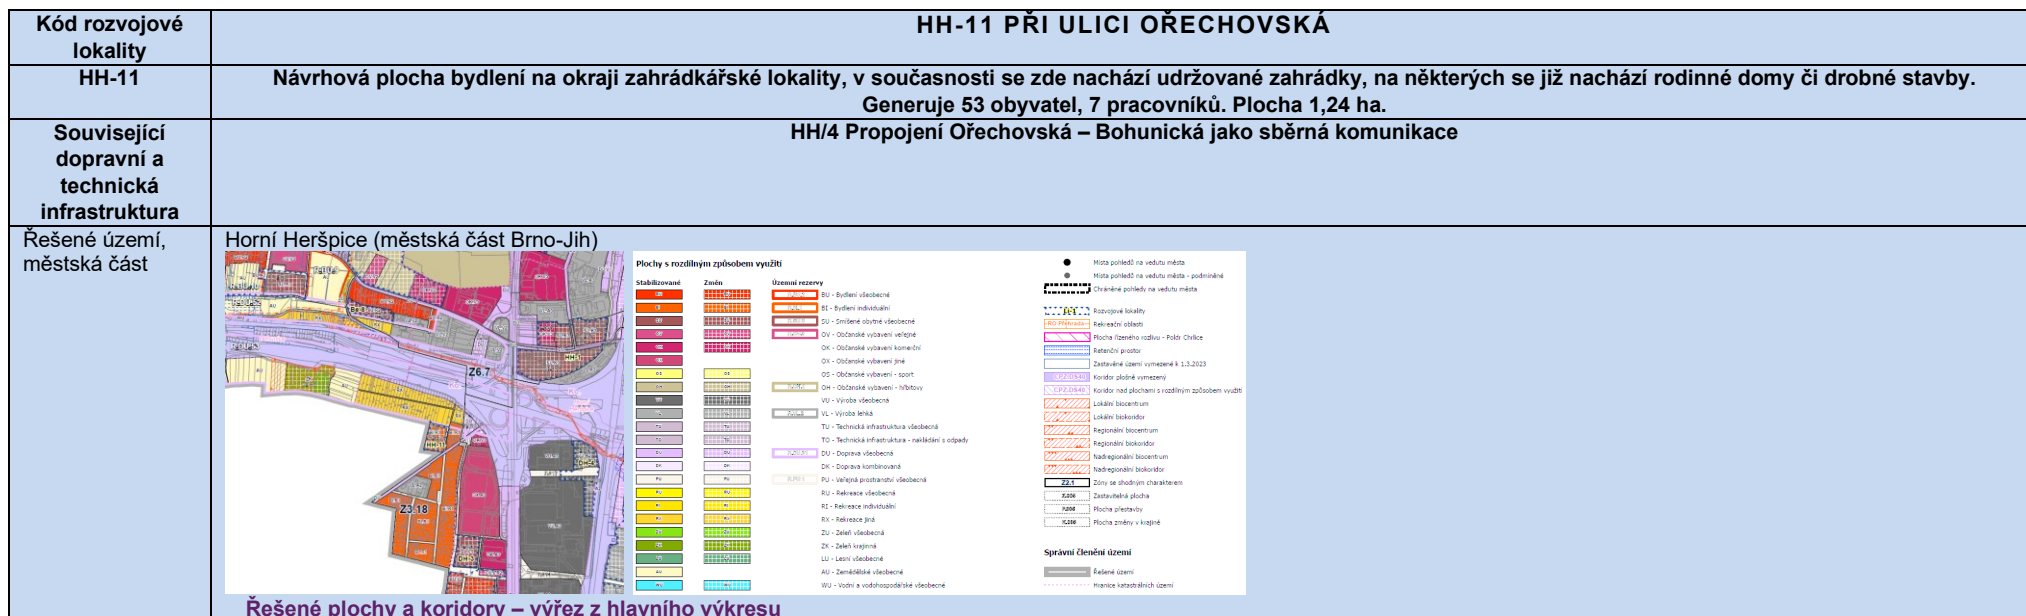 Kód rozvojové
lokality
HH-11 PŘI ULICI OŘECHOVSKÁ
HH-11
Návrhová plocha bydlení na okraji zahrádkářské lokality, v současnosti se zde nachází udržované zahrádky, na některých se již nachází rodinné domy či drobné stavby.
Generuje 53 obyvatel, 7 pracovníků. Plocha 1,24 ha.
Související
dopravní a
technická
infrastruktura
HH/4 Propojení Ořechovská – Bohunická jako sběrná komunikace
Řešené území,
městská část
Horní Heršpice (městská část Brno-Jih)
Z6.7
HH-1
HH-11
Z3.18
Plochy s rozdílným způsobem využití
Stabilizované Změn Územní rezervy
BU - Bydlení všeobecné
BI - Bydlení individuální
SU - Smíšené obytné všeobecné
OV - Občanské vybavení veřejné
OK - Občanské vybavení komerční
OX - Občanské vybavení jiné
OS - Občanské vybavení - sport
OH - Občanské vybavení - hřbitovy
VU - Výroba všeobecná
VL - Výroba lehká
TU - Technická infrastruktura všeobecná
TO - Technická infrastruktura - nakládání s odpady
DU - Doprava všeobecná
DK - Doprava kombinovaná
PU - Veřejná prostranství všeobecná
RU - Rekreace všeobecná
RI - Rekreace individuální
RX - Rekreace jiná
ZU - Zeleň všeobecná
ZK - Zeleň krajinná
LU - Lesní všeobecné
AU - Zemědělské všeobecné
WU - Vodní a vodohospodářské všeobecné
Místa pohledů na vedutu města
Místa pohledů na vedutu města - podmíněné
Chráněné pohledy na vedutu města
Rozvojové lokality
Rekreační oblasti
Plocha řízeného rozlivu - Poldr Chrlice
Retenční prostor
Zastavěné území vymezené k 1.3.2023
Koridor plošně vymezený
Koridor nad plochami s rozdílným způsobem využití
Lokální biocentrum
Lokální biokoridor
Regionální biocentrum
Regionální biokoridor
Nadregionální biocentrum
Nadregionální biokoridor
Z2.1 Zóny se shodným charakterem
Zastavitelná plocha
Plocha přestavby
Plocha změny v krajině
Správní členění území
Řešené území
Hranice katastrálních území
Řešené plochy a koridory – výřez z hlavního výkresu